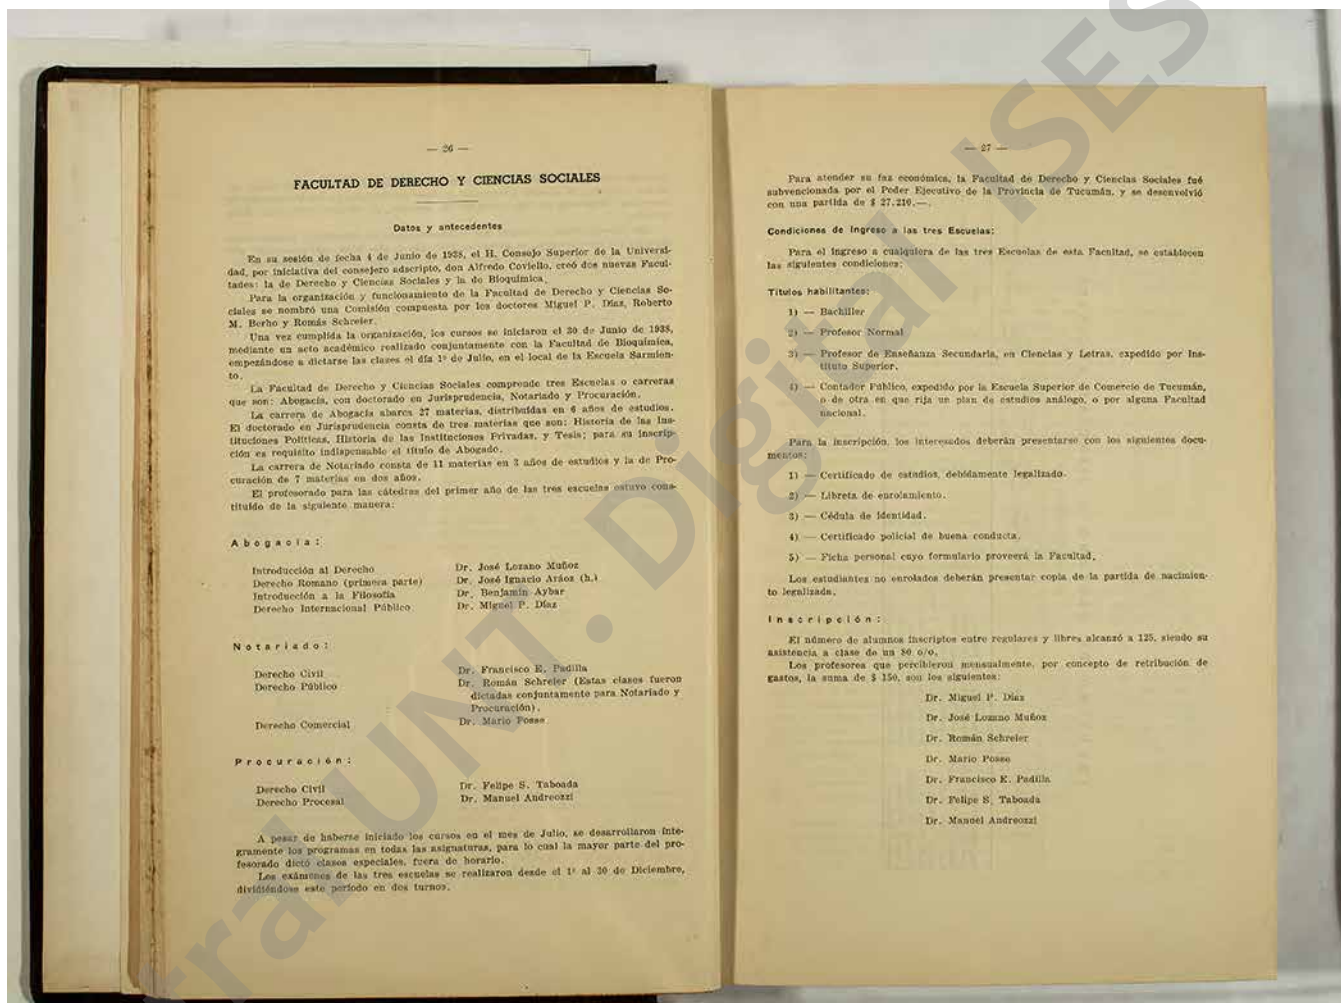 — 26 —
FACULTAD DE DERECHO Y CIENCIAS SOCIALES
Datos y antecedentes
En su sesión de fecha 4 de Junio de 1938, el H. Consejo Superior de la Universi-
dad, por iniciativa del consejero adscripto, don Alfredo Coviello, creó dos nuevas Facul-
tades: la de Derecho y Ciencias Sociales y la de Bioquímica.
Para la organización y funcionamiento de la Facultad de Derecho y Ciencias So-
ciales se nombró una Comisión compuesta por los doctores Miguel P. Díaz, Roberto
M. Berho y Román Schreier.
Una vez cumplida la organización, los cursos se iniciaron el 30 de Junio de 1938,
mediante un acto académico realizado conjuntamente con la Facultad de Bioquímica,
empezándose a dictarse las clases el día 1º de Julio, en el local de la Escuela Sarmien-
to.
La Facultad de Derecho y Ciencias Sociales comprende tres Escuelas o carreras
que son: Abogacía, con doctorado en Jurisprudencia, Notariado y Procuración.
La carrera de Abogacía abarca 27 materias, distribuídas en 6 años de estudios.
El doctorado en Jurisprudencia consta de tres materias que son: Historia de las Ins-
tituciones Políticas, Historia de las Instituciones Privadas, y Tesis; para su inscrip-
ción es requisito indispensable el título de Abogado.
La carrera de Notariado consta de 11 materias en 3 años de estudios y la de Pro-
curación de 7 materias en dos años.
El profesorado para las cátedras del primer año de las tres escuelas estuvo cons-
tituído de la siguiente manera:
Abogacía:
Introducción al Derecho Dr. José Lozano Muñoz
Derecho Romano (primera parte) Dr. José Ignacio Aráoz (h.)
Introducción a la Filosofía Dr. Benjamín Aybar
Derecho Internacional Público Dr. Miguel P. Díaz
Notariado:
Derecho Civil Dr. Francisco E. Padilla
Derecho Público Dr. Román Schreier (Estas clases fueron
dictadas conjuntamente para Notariado y
Procuración).
Derecho Comercial Dr. Mario Posse
Procuración:
Derecho Civil Dr. Felipe S. Taboada
Derecho Procesal Dr. Manuel Andreozzi
A pesar de haberse iniciado los cursos en el mes de Julio, se desarrollaron ínte-
gramente los programas en todas las asignaturas, para lo cual la mayor parte del pro-
fesorado dictó clases especiales, fuera de horario.
Los exámenes de las tres escuelas se realizaron desde el 1º al 30 de Diciembre,
dividiéndose este período en dos turnos.
— 27 —
Para atender su faz económica, la Facultad de Derecho y Ciencias Sociales fué
subvencionada por el Poder Ejecutivo de la Provincia de Tucumán, y se desenvolvió
con una partida de $ 27.210.—.
Condiciones de Ingreso a las tres Escuelas:
Para el ingreso a cualquiera de las tres Escuelas de esta Facultad, se establecen
las siguientes condiciones:
Títulos habilitantes:
1) — Bachiller
2) — Profesor Normal
3) — Profesor de Enseñanza Secundaria, en Ciencias y Letras, expedido por Ins-
tituto Superior.
4) — Contador Público, expedido por la Escuela Superior de Comercio de Tucumán,
o de otra en que rija un plan de estudios análogo, o por alguna Facultad
nacional.
Para la inscripción, los interesados deberán presentarse con los siguientes docu-
mentos:
1) — Certificado de estudios, debidamente legalizado.
2) — Libreta de enrolamiento.
3) — Cédula de identidad.
4) — Certificado policial de buena conducta.
5) — Ficha personal cuyo formulario proveerá la Facultad.
Los estudiantes no enrolados deberán presentar copia de la partida de nacimien-
to legalizada.
Inscripción:
El número de alumnos inscriptos entre regulares y libres alcanzó a 125, siendo su
asistencia a clase de un 80 o/o.
Los profesores que percibieron mensualmente, por concepto de retribución de
gastos, la suma de $ 150, son los siguientes:
Dr. Miguel P. Díaz
Dr. José Lozano Muñoz
Dr. Román Schreier
Dr. Mario Posse
Dr. Francisco E. Padilla
Dr. Felipe S. Taboada
Dr. Manuel Andreozzi
tral UNT. Digital ISES